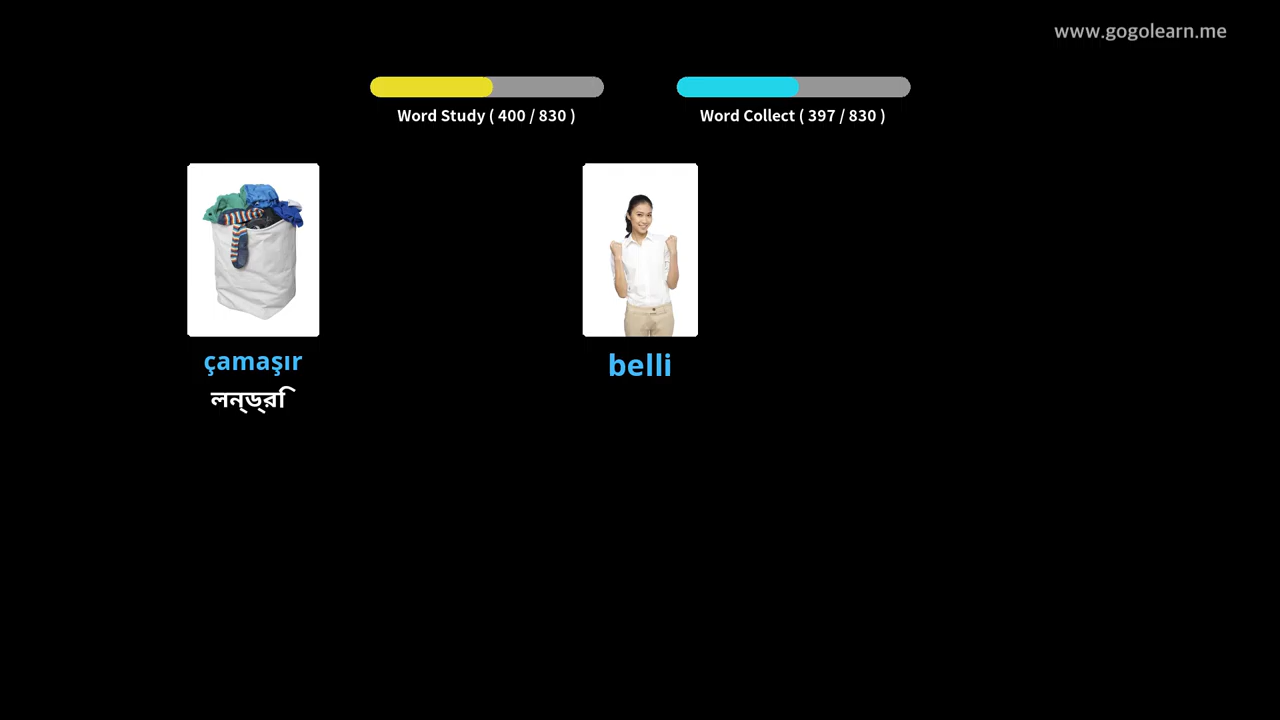 www.gogolearn.me
Word Study ( 400 / 830 )
Word Collect ( 397 / 830 )
çamaşır
belli
লন্ড্রি